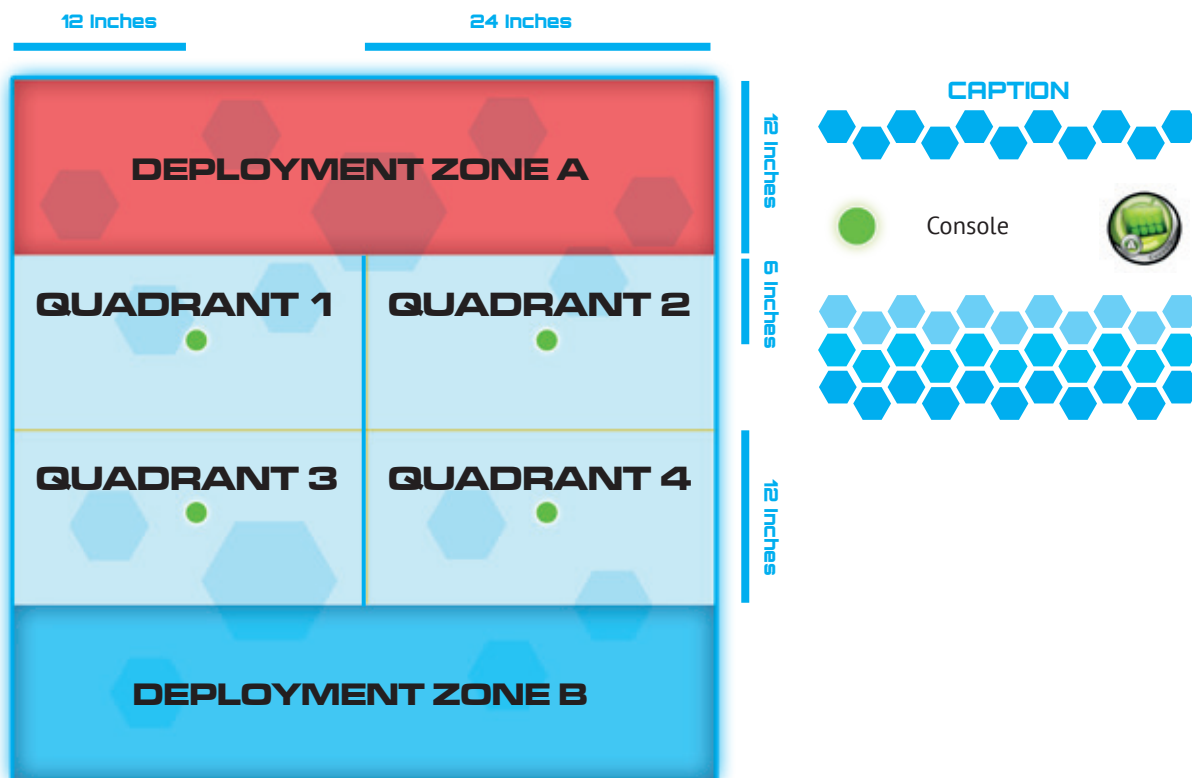 12 Inches
24 Inches
DEPLOYMENT ZONE A
12 Inches
CAPTION
Console
A
QUADRANT 1
QUADRANT 2
6 Inches
QUADRANT 3
QUADRANT 4
12 Inches
DEPLOYMENT ZONE B